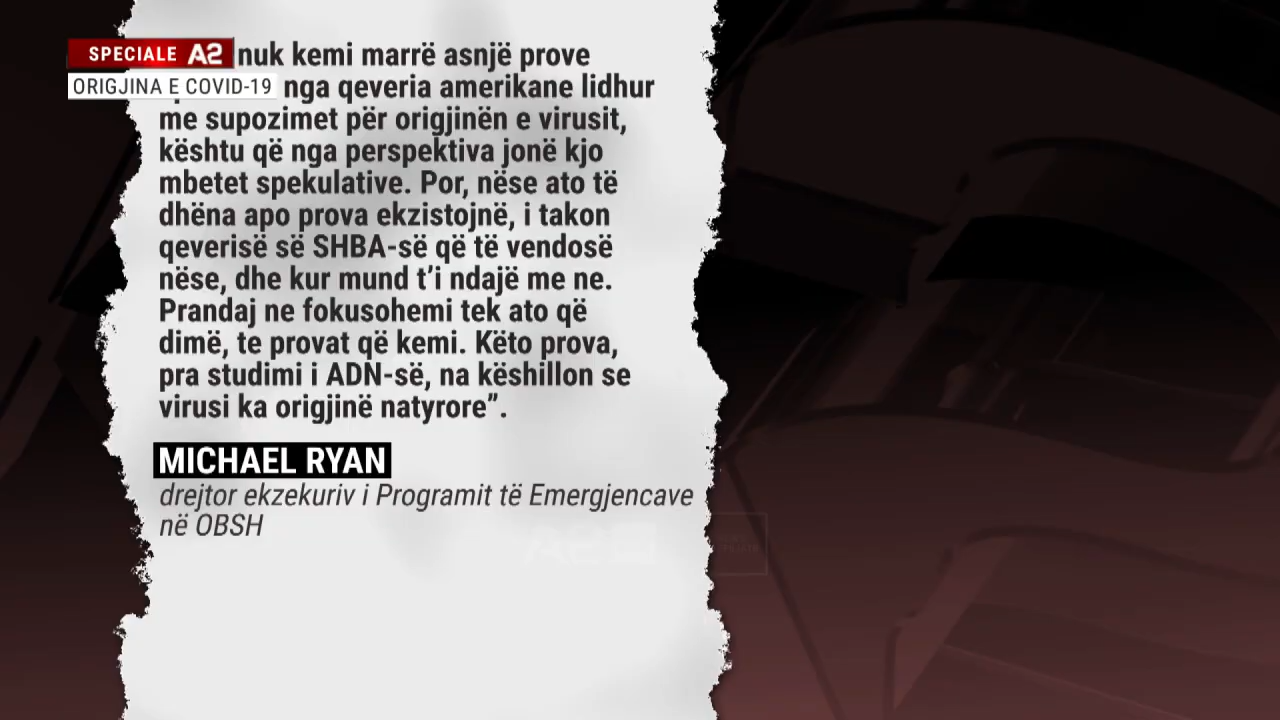 SPECIALE A2
ORIGJINA E COVID-19
nuk kemi marrë asnjë prove
nga qeveria amerikane lidhur
me supozimet për origjinën e virusit,
kështu që nga perspektiva jonë kjo
mbetet spekulative. Por, nëse ato të
dhëna apo prova ekzistojnë, i takon
qeverisë së SHBA-së që të vendosë
nëse, dhe kur mund t’i ndajë me ne.
Prandaj ne fokusohemi tek ato që
dimë, te provat që kemi. Këto prova,
pra studimi i ADN-së, na këshillon se
virusi ka origjinë natyrore”.
MICHAEL RYAN
drejtor ekzekuriv i Programit të Emergjencave
në OBSH